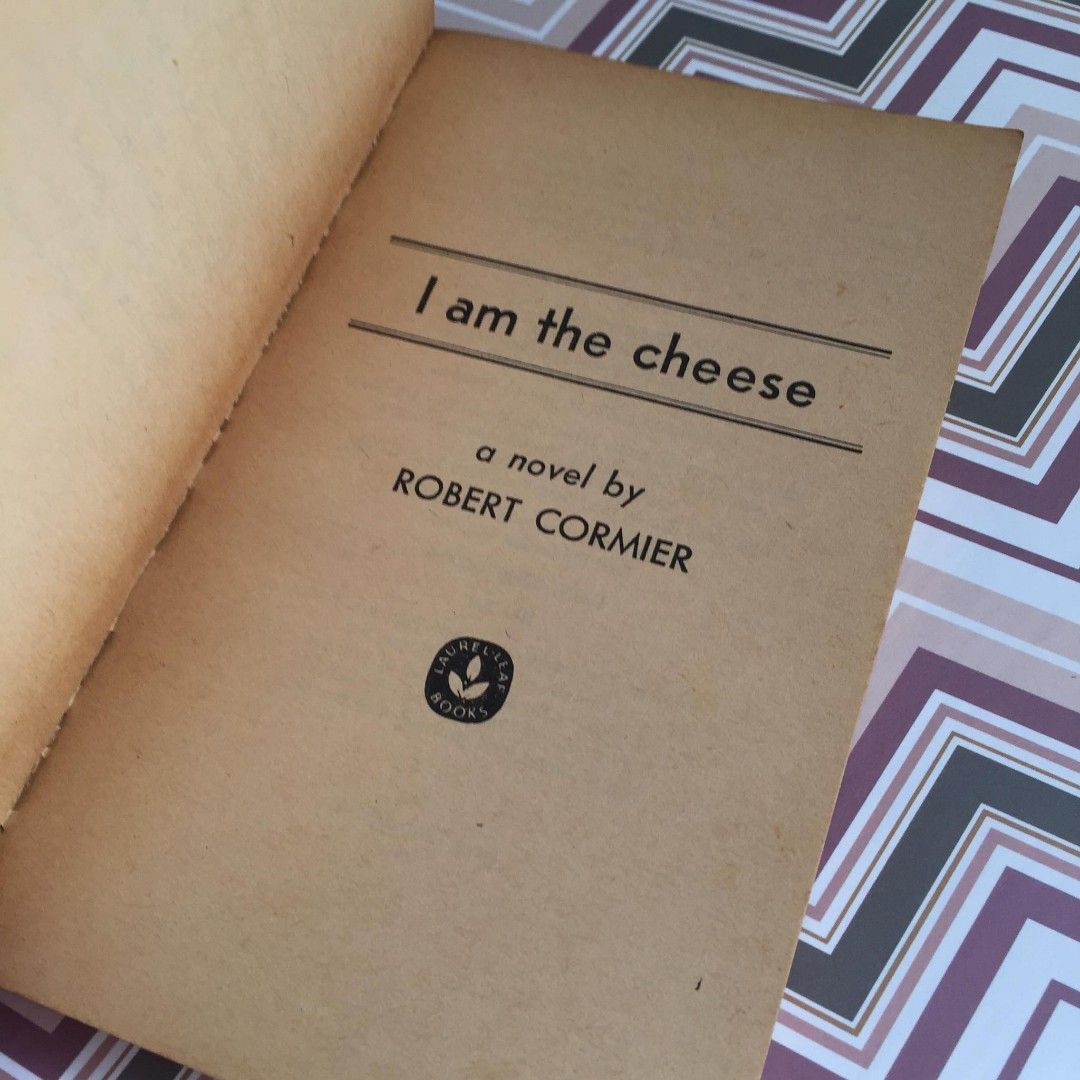 I am the cheese
a novel by
ROBERT CORMIER
LAUREL-LEAF
BOOKS